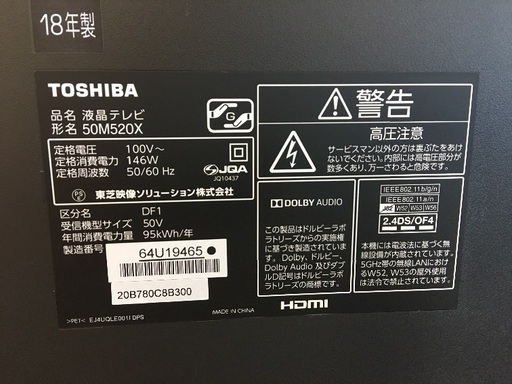 18年製
TOSHIBA
品名 液晶テレビ
形名 50M520X
定格電圧 100V～
定格消費電力 146W
定格周波数 50/60 Hz
G
JQA
JQ10437
東芝映像ソリューション株式会社
区分名 DF1
受信機型サイズ 50V
年間消費電力量 95kWh/年
製造番号
64U19465
20B780C8B300
>PET< EJ4UQLE001I DPS
MADE IN CHINA
警告
高圧注意
サービスマン以外の方は裏ぶたをあけ
ないでください。内部には高電圧部分が
数多くあり、万一さわると危険です。
DOLBY AUDIO
この製品はドルビーラボ
ラトリーズからの実施権
に基づき製造されていま
す。Dolby、ドルビー、
Dolby Audio 及びダブ
ルD記号はドルビーラボ
ラトリーズの商標です。
HDMI
IEEE802.11b/g/n
IEEE802.11a/n
W52 W53 W56
2.4DS/OF4
本機には電波法に基づく無
線設備が内蔵されています。
5GHz帯の無線LANにおけ
るW52、W53の屋外使用
は法令で禁止されています。